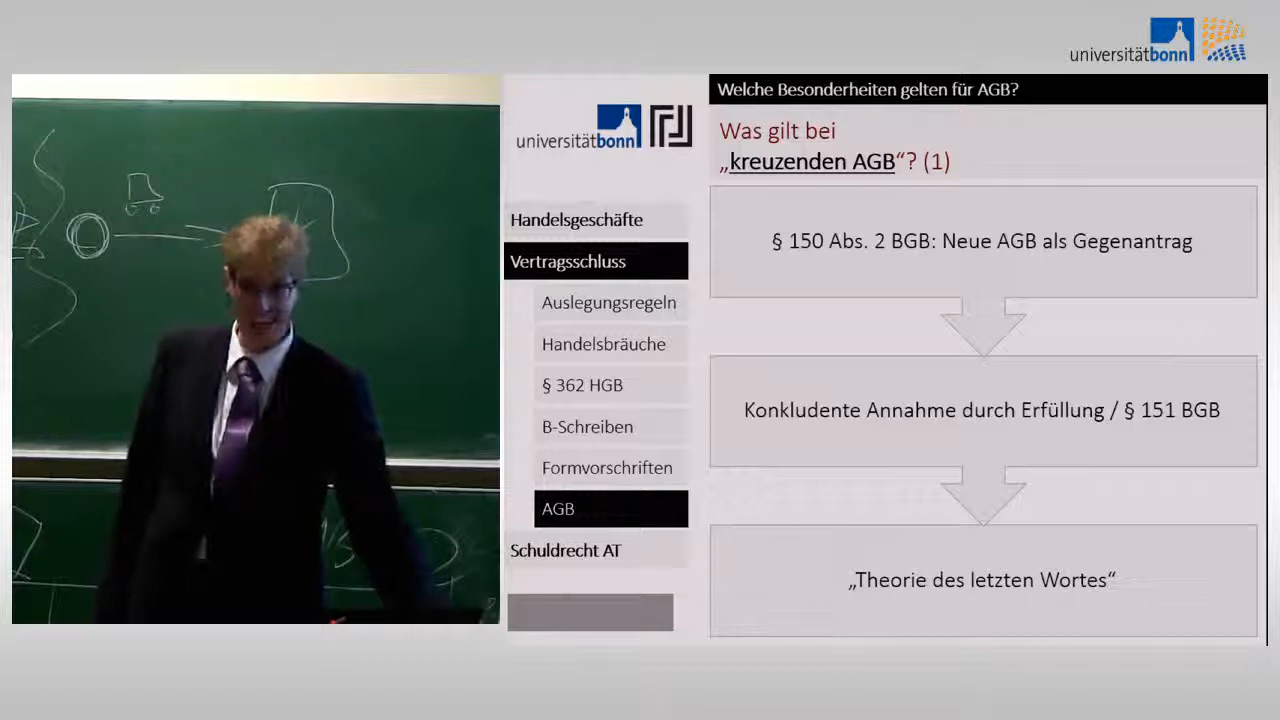 universitätbonn
universitätbonn
Handelsgeschäfte
Vertragsschluss
Auslegungsregeln
Handelsbräuche
§ 362 HGB
B-Schreiben
Formvorschriften
AGB
Schuldrecht AT
Welche Besonderheiten gelten für AGB?
Was gilt bei
„kreuzenden AGB“? (1)
§ 150 Abs. 2 BGB: Neue AGB als Gegenantrag
Konkludente Annahme durch Erfüllung / § 151 BGB
„Theorie des letzten Wortes“